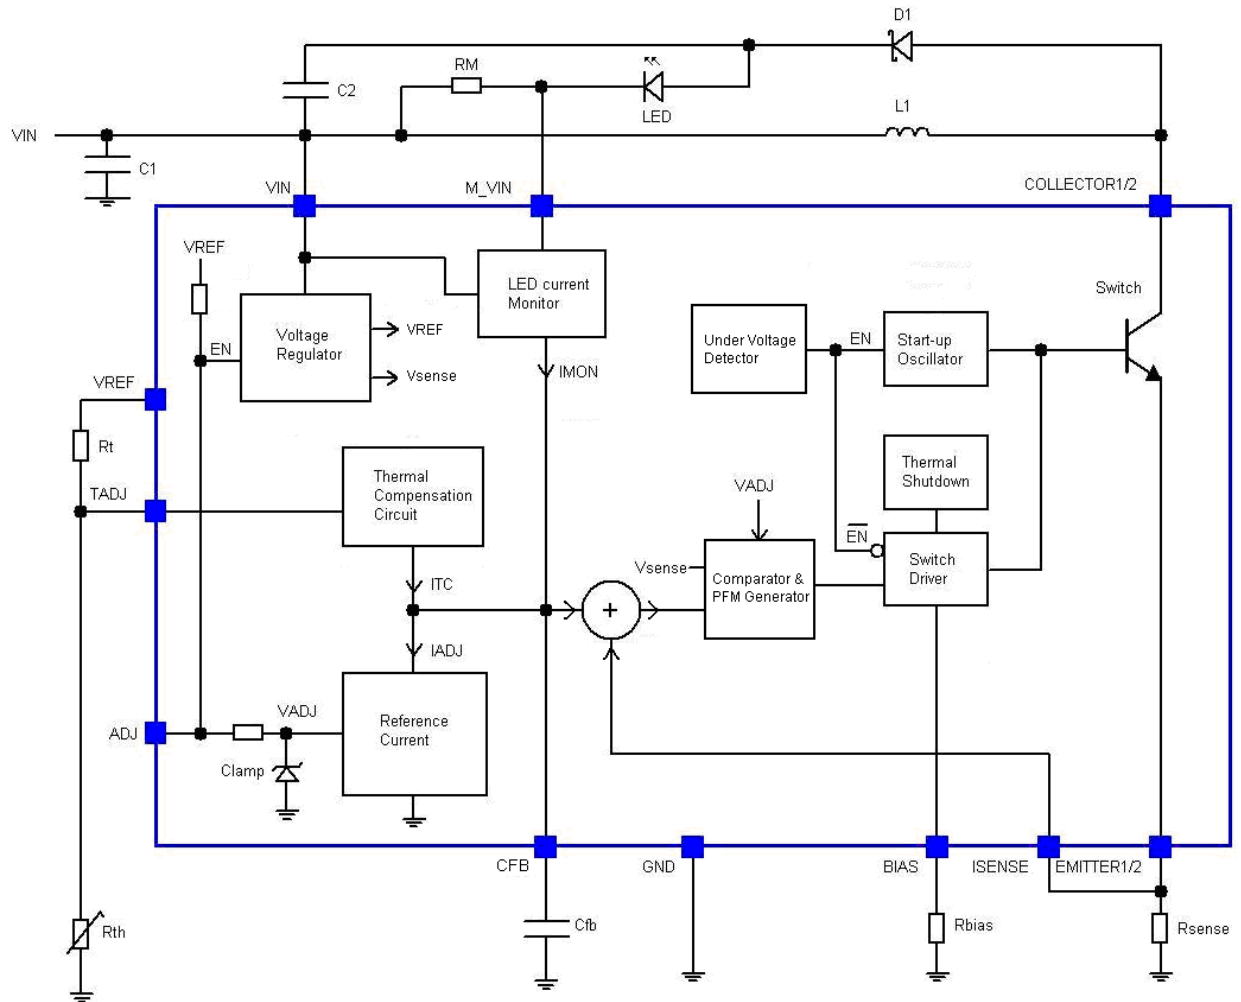 D1
RM
C2
LED
L1
VIN
C1
VIN
M_VIN
COLLECTOR1/2
VREF
LED current
Monitor
Switch
Voltage
Regulator
VREF
Vsense
EN
IMON
Under Voltage
Detector
EN
Start-up
Oscillator
VREF
Rt
TADJ
Thermal
Compensation
Circuit
Thermal
Shutdown
VADJ
EN
Vsense
Comparator &
PFM Generator
Switch
Driver
ITC
+
IADJ
ADJ
VADJ
Reference
Current
Clamp
CFB
GND
BIAS
ISENSE
EMITTER1/2
Rth
Cfb
Rbias
Rsense